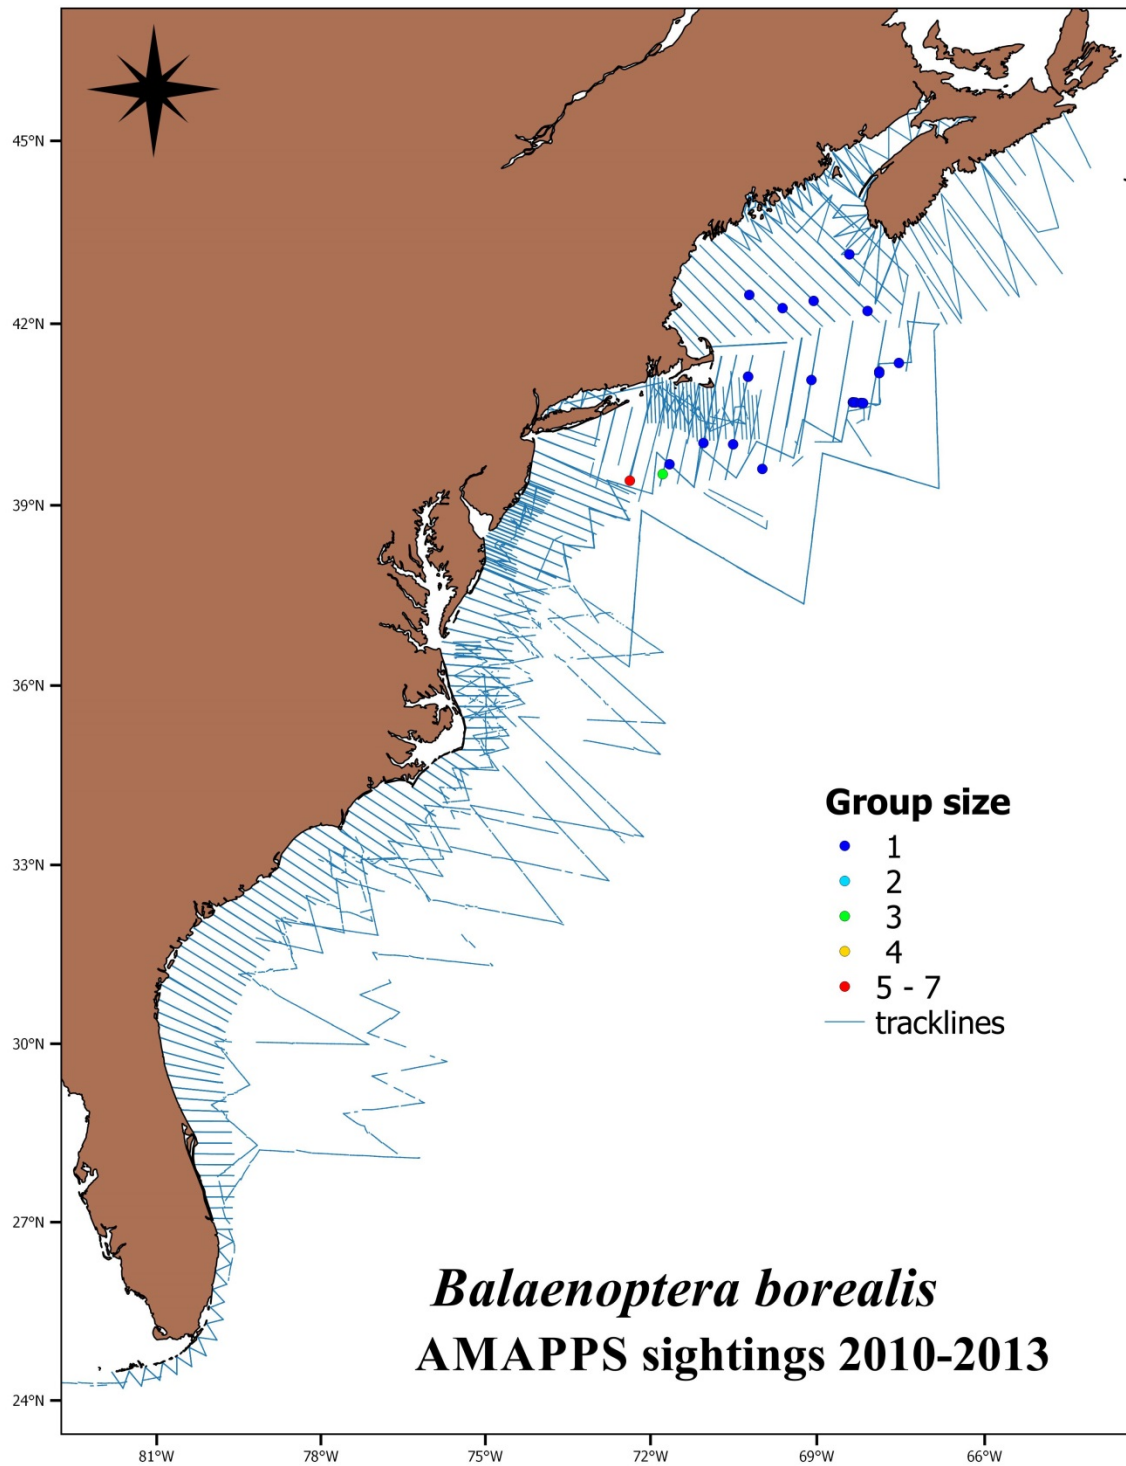 45°N
42°N
39°N
36°N
33°N
30°N
27°N
24°N
Group size
1
2
3
4
5 - 7
tracklines
Balaenoptera borealis
AMAPPS sightings 2010-2013
81°W 78°W 75°W 72°W 69°W 66°W